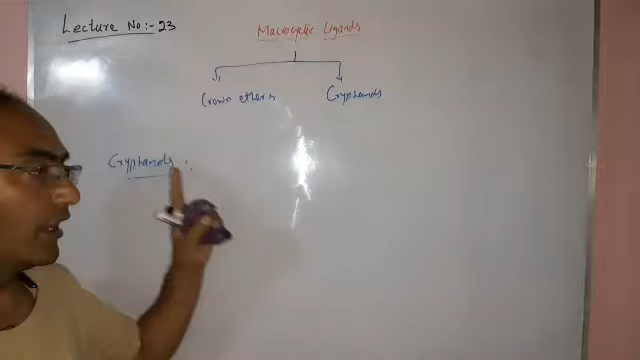 Lecture No:- 23
Macrocyclic Ligands
Crown ethers
Cryptands
Cryptands :